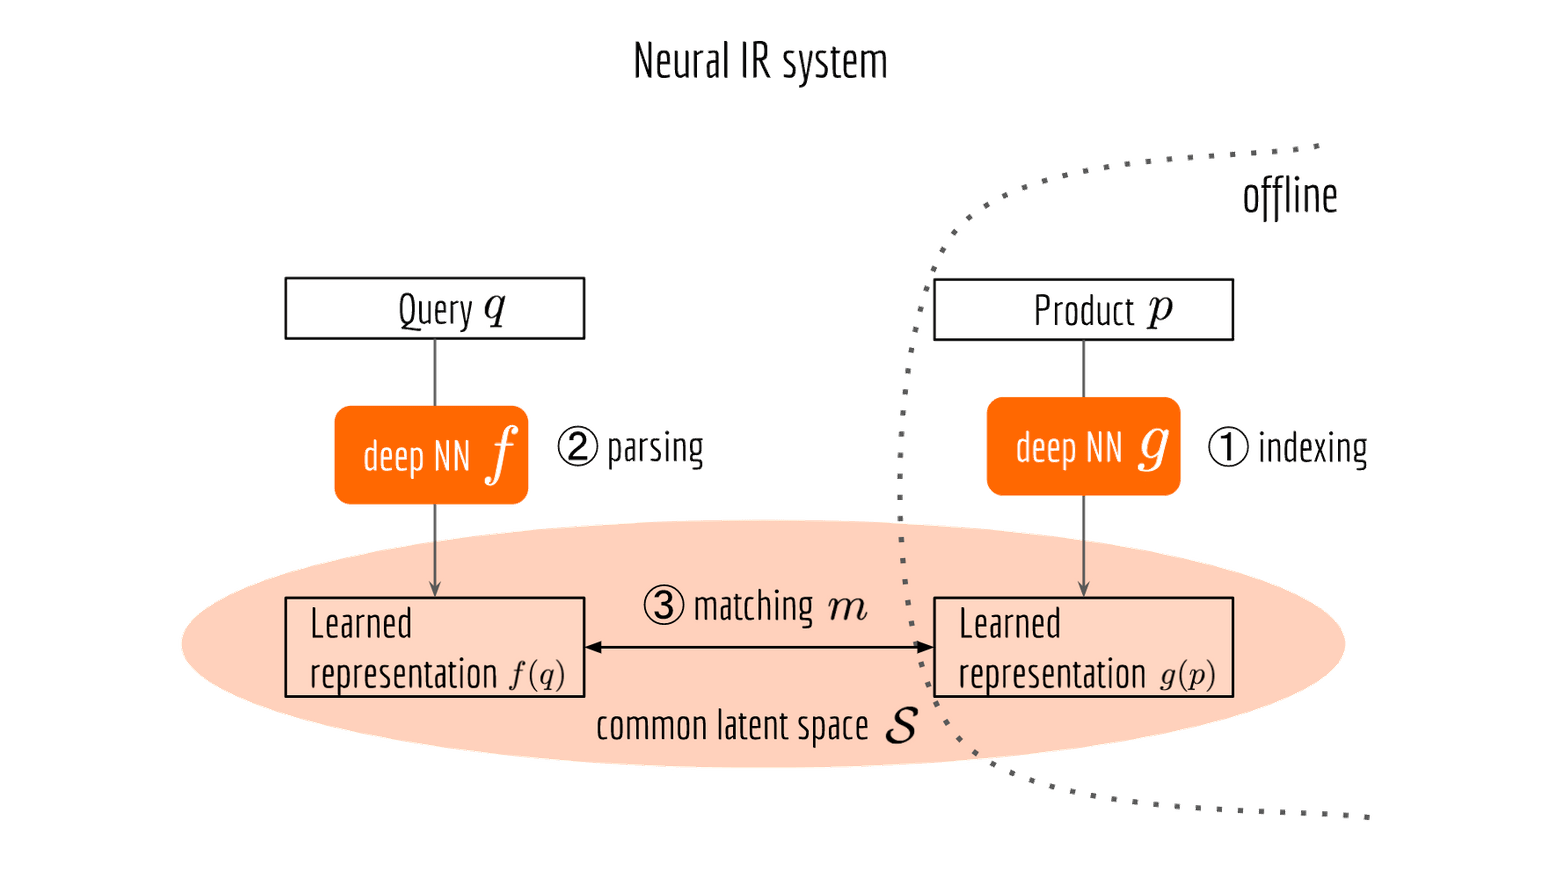 Neural IR system
offline
Query q
Product p
deep NN f
② parsing
deep NN g
① indexing
③ matching m
Learned
representation f(q)
Learned
representation g(p)
common latent space 𝒮